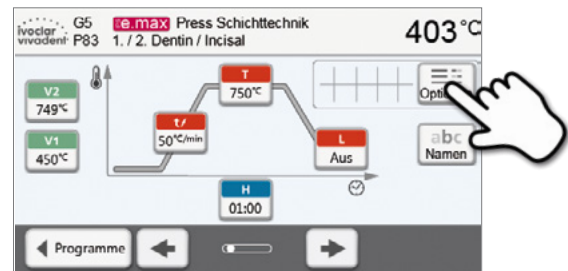 ivoclar G5 IPS e.max Press Schichttechnik 403 °C
vivadent P83 1. / 2. Dentin / Incisal
V2
749°C
V1
450°C
T
750°C
50°C/min
L
Aus
H
01:00
abc
Namen
Programme